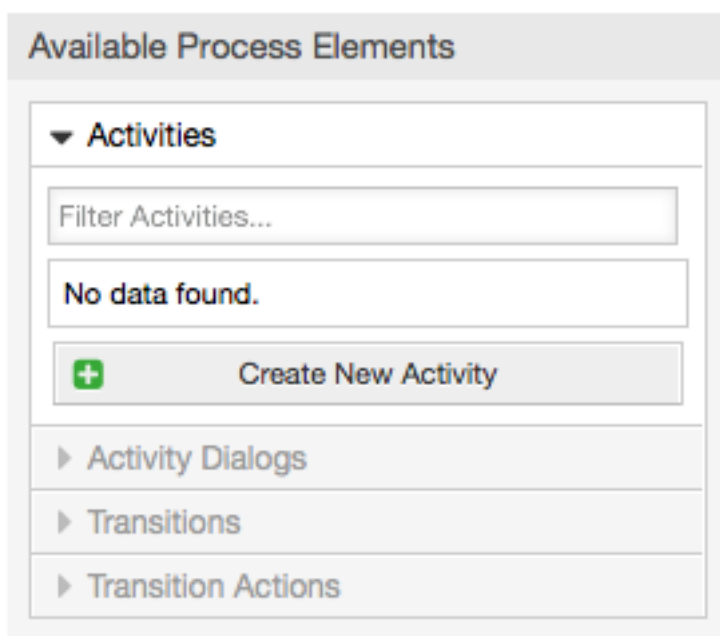 Available Process Elements
Activities
Filter Activities...
No data found.
Create New Activity
Activity Dialogs
Transitions
Transition Actions